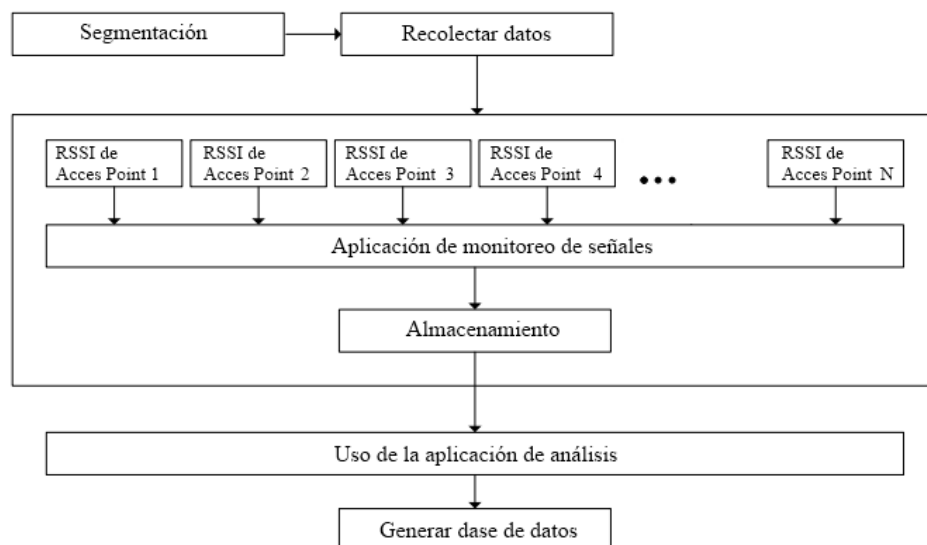 Segmentación
Recolectar datos
RSSI de
Acces Point 1
RSSI de
Acces Point 2
RSSI de
Acces Point 3
RSSI de
Acces Point 4
RSSI de
Acces Point N
Aplicación de monitoreo de señales
Almacenamiento
Uso de la aplicación de análisis
Generar dase de datos